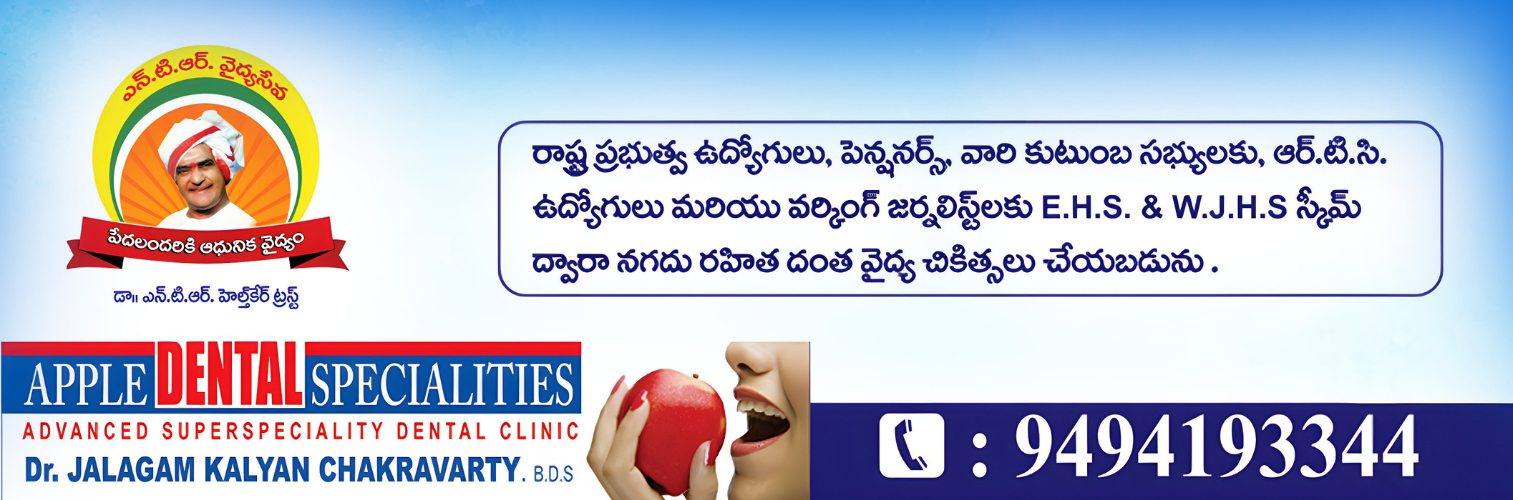 ఎన్.టి.ఆర్. వైద్యసేవ
పేదలందరికి ఆధునిక వైద్యం
డా॥ ఎన్.టి.ఆర్. హెల్త్‌కేర్ ట్రస్ట్
రాష్ట్ర ప్రభుత్వ ఉద్యోగులు, పెన్షనర్స్, వారి కుటుంబ సభ్యులకు, ఆర్.టి.సి.
ఉద్యోగులు మరియు వర్కింగ్ జర్నలిస్ట్‌లకు E.H.S. & W.J.H.S స్కీమ్
ద్వారా నగదు రహిత దంత వైద్య చికిత్సలు చేయబడును .
APPLE DENTAL SPECIALITIES
ADVANCED SUPERSPECIALITY DENTAL CLINIC
Dr. JALAGAM KALYAN CHAKRAVARTY. B.D.S
: 9494193344